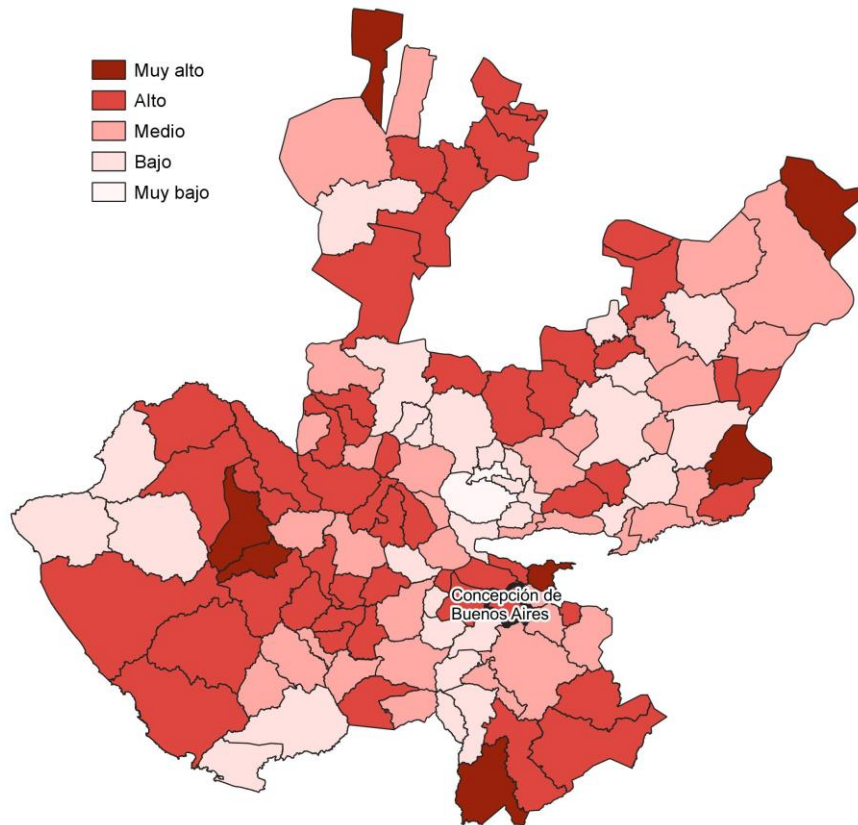 Muy alto
Alto
Medio
Bajo
Muy bajo
Concepción de
Buenos Aires